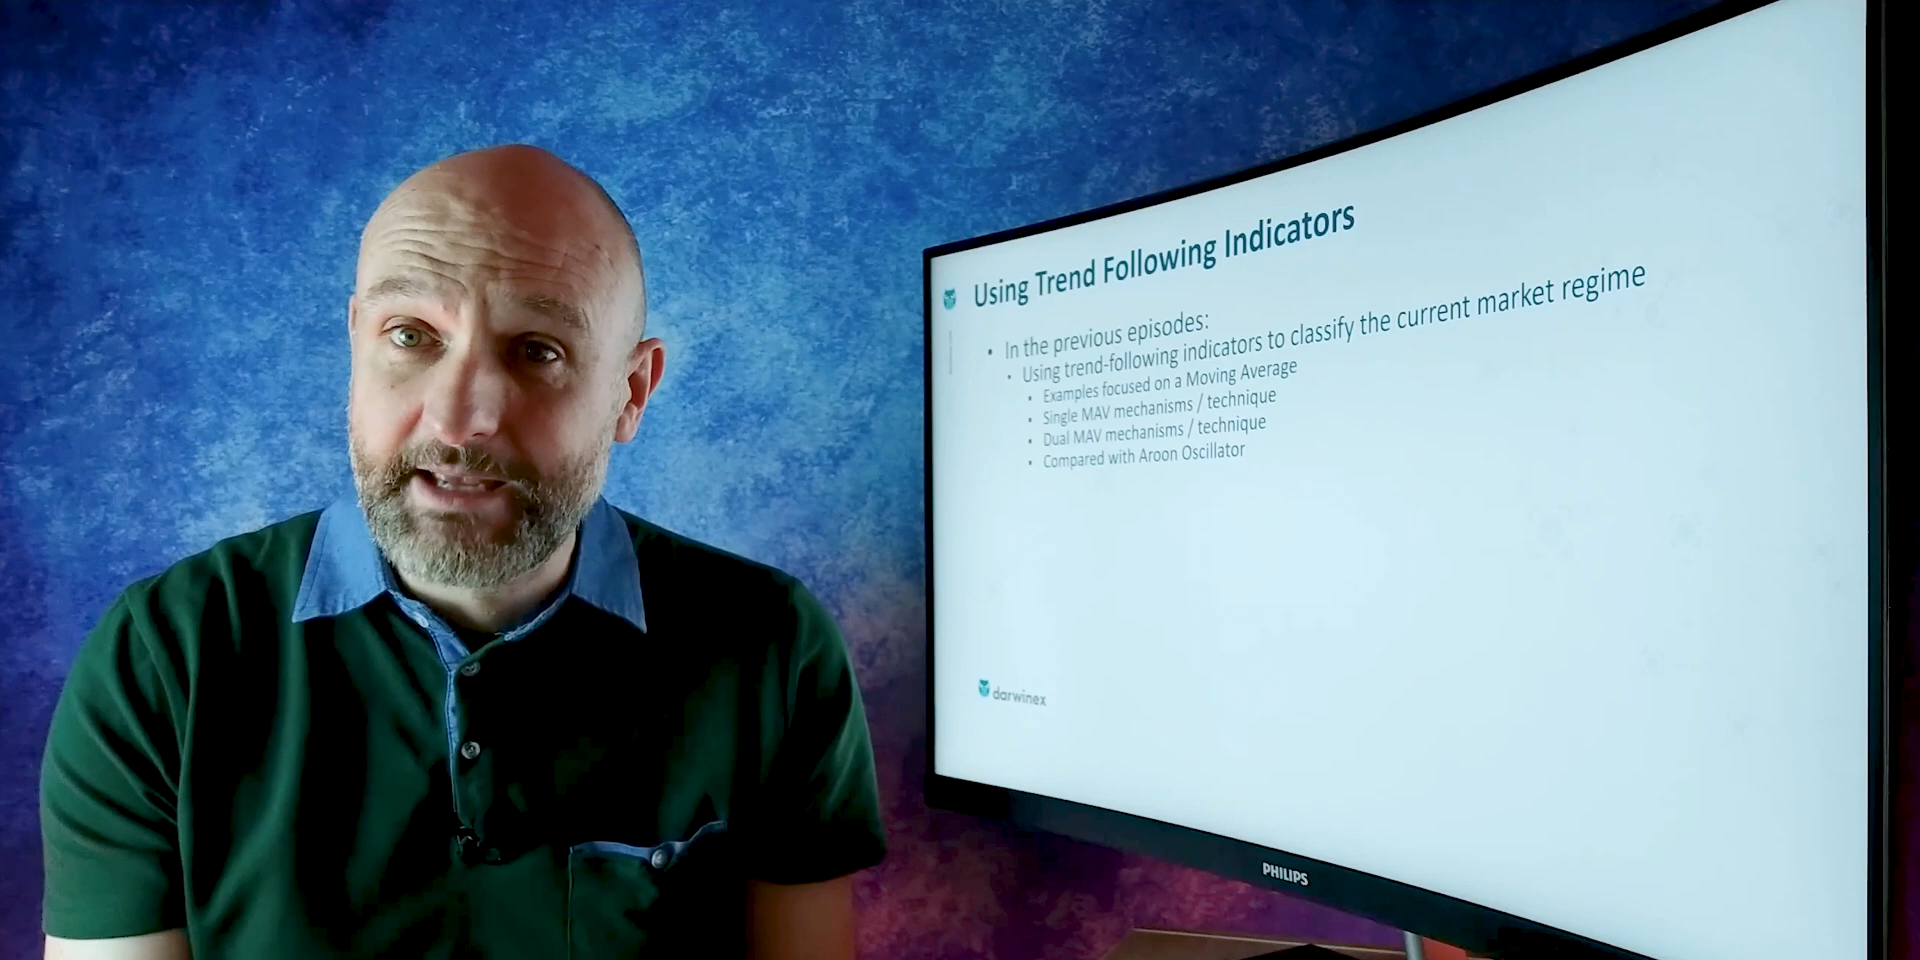 Using Trend Following Indicators
• In the previous episodes:
• Using trend-following indicators to classify the current market regime
• Examples focused on a Moving Average
• Single MAV mechanisms / technique
• Dual MAV mechanisms / technique
• Compared with Aroon Oscillator
darwinex
PHILIPS